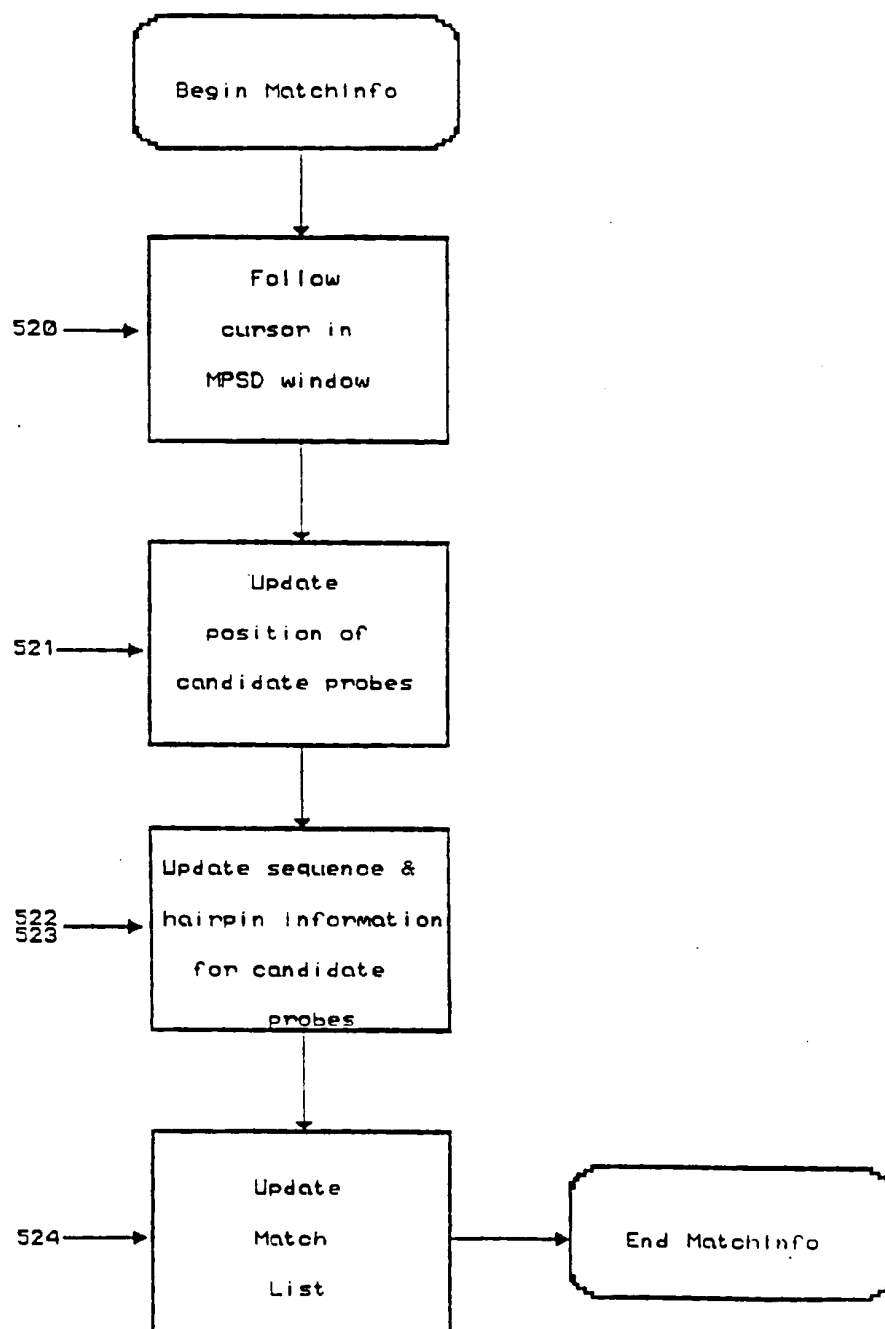 Begin MatchInfo
520
Follow
cursor in
MPSD window
521
Update
position of
candidate probes
522
523
Update sequence &
hairpin information
for candidate
probes
524
Update
Match
List
End MatchInfo